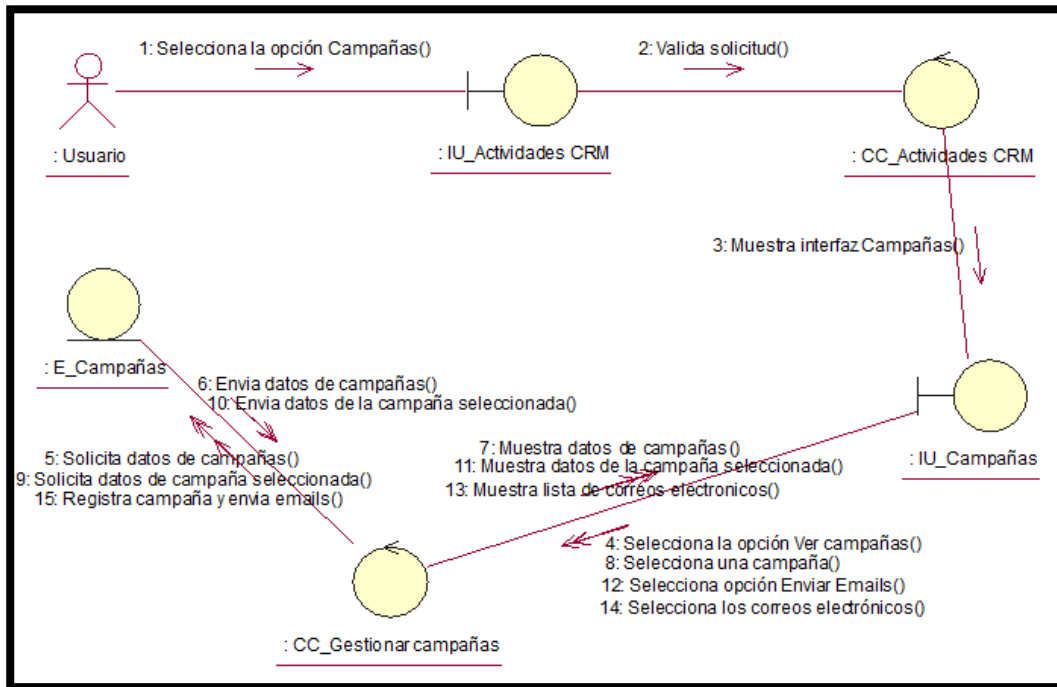 1: Selecciona la opción Campañas()
2: Valida solicitud()
: Usuario
: IU_Actividades CRM
: CC_Actividades CRM
3: Muestra interfaz Campañas()
: E_Campañas
6: Envia datos de campañas()
10: Envia datos de la campaña seleccionada()
5: Solicita datos de campañas()
9: Solicita datos de campaña seleccionada()
15: Registra campaña y envia emails()
7: Muestra datos de campañas()
11: Muestra datos de la campaña seleccionada()
13: Muestra lista de correos electronicos()
: IU_Campañas
4: Selecciona la opción Ver campañas()
8: Selecciona una campaña()
12: Selecciona opción Enviar Emails()
14: Selecciona los correos electrónicos()
: CC_Gestionar campañas